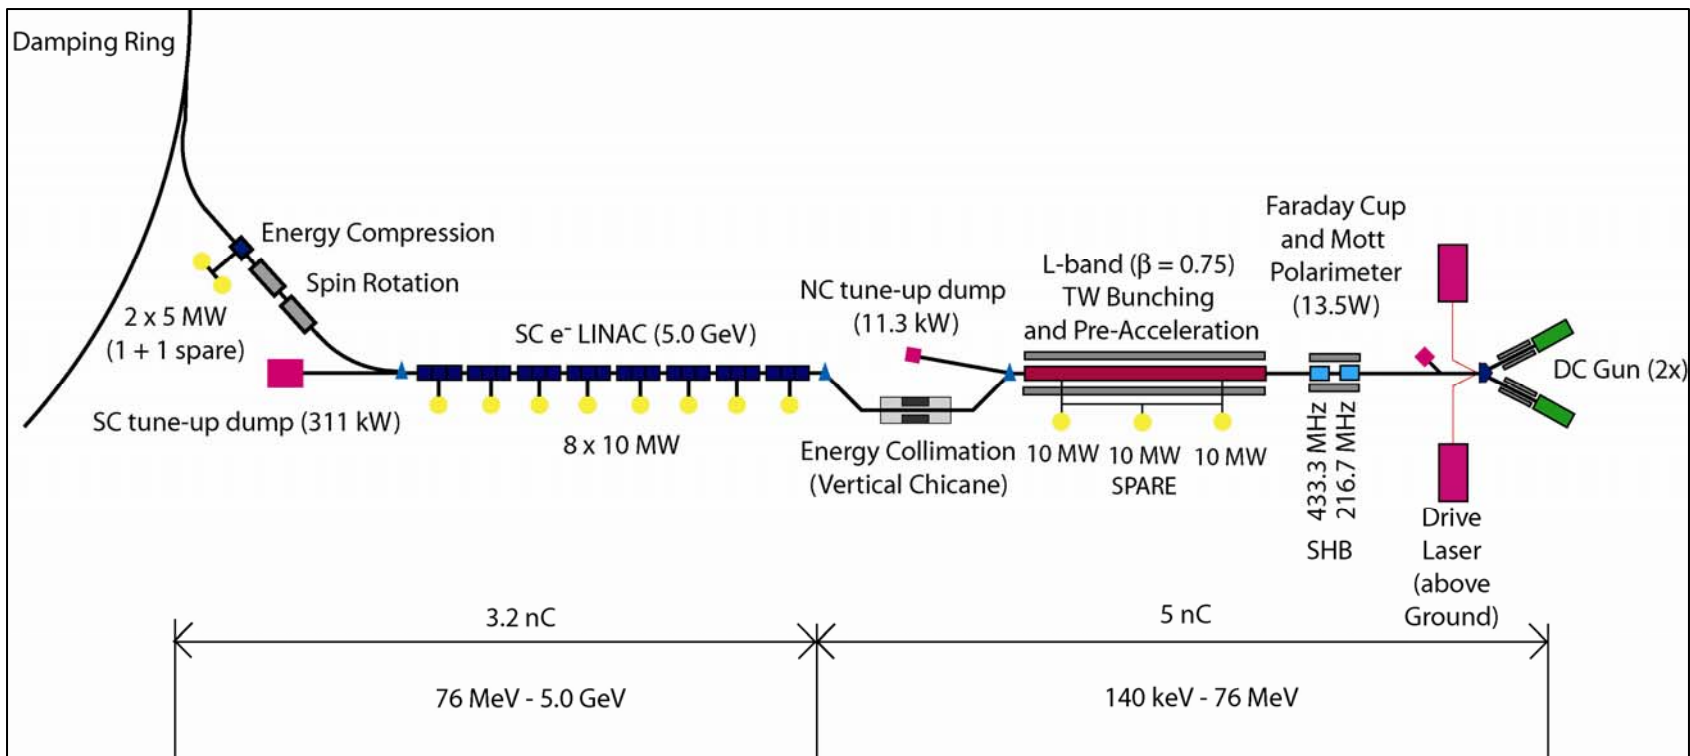 Damping Ring
Energy Compression
Spin Rotation
2 x 5 MW
(1 + 1 spare)
SC tune-up dump (311 kW)
SC e⁻ LINAC (5.0 GeV)
8 x 10 MW
NC tune-up dump
(11.3 kW)
Energy Collimation
(Vertical Chicane)
L-band (β = 0.75)
TW Bunching
and Pre-Acceleration
10 MW
10 MW
SPARE
10 MW
Faraday Cup
and Mott
Polarimeter
(13.5W)
433.3 MHz
216.7 MHz
SHB
DC Gun (2x)
Drive
Laser
(above
Ground)
3.2 nC
5 nC
76 MeV - 5.0 GeV
140 keV - 76 MeV